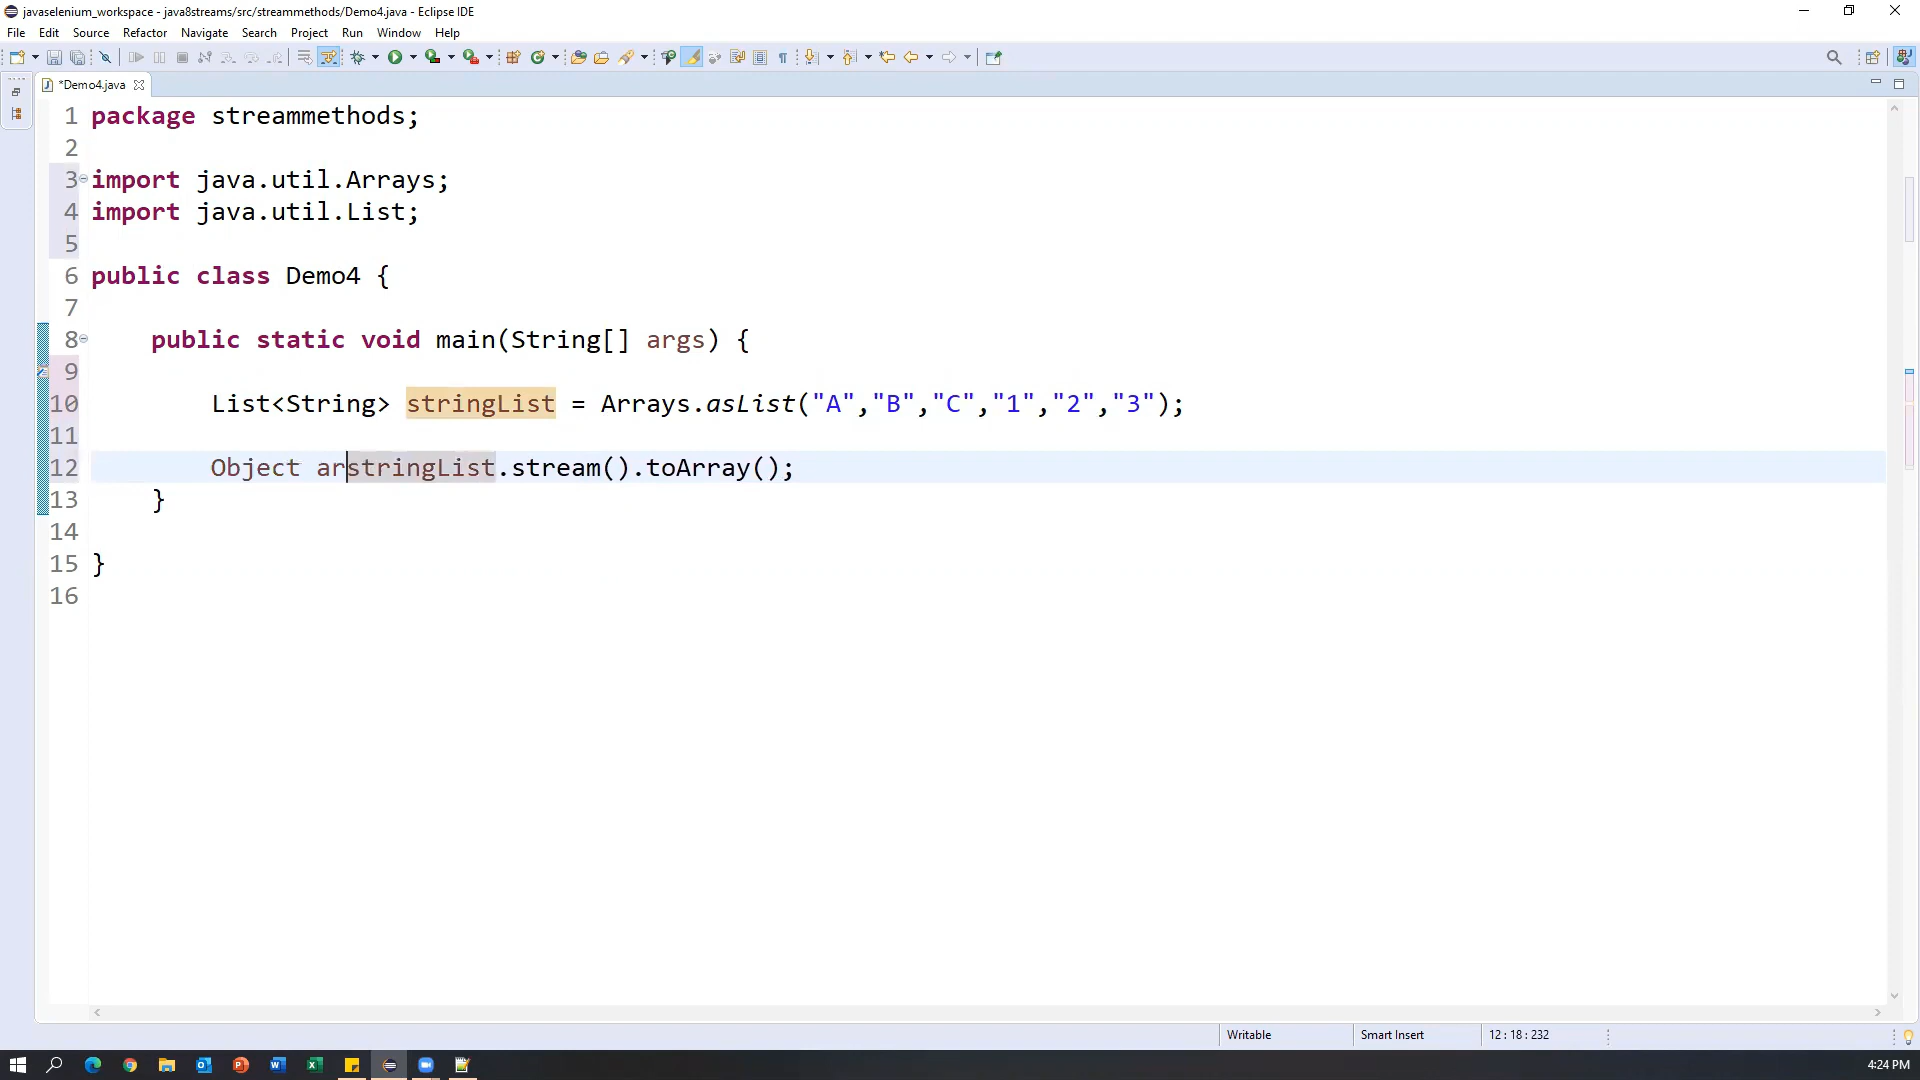 javaselenium_workspace - java8streams/src/streammethods/Demo4.java - Eclipse IDE
File Edit Source Refactor Navigate Search Project Run Window Help
*Demo4.java
1 package streammethods;
2
3 import java.util.Arrays;
4 import java.util.List;
5
6 public class Demo4 {
7
8 public static void main(String[] args) {
9
10 List<String> stringList = Arrays.asList("A","B","C","1","2","3");
11
12 Object arstringList.stream().toArray();
13 }
14
15 }
16
Writable Smart Insert 12 : 18 : 232
4:24 PM